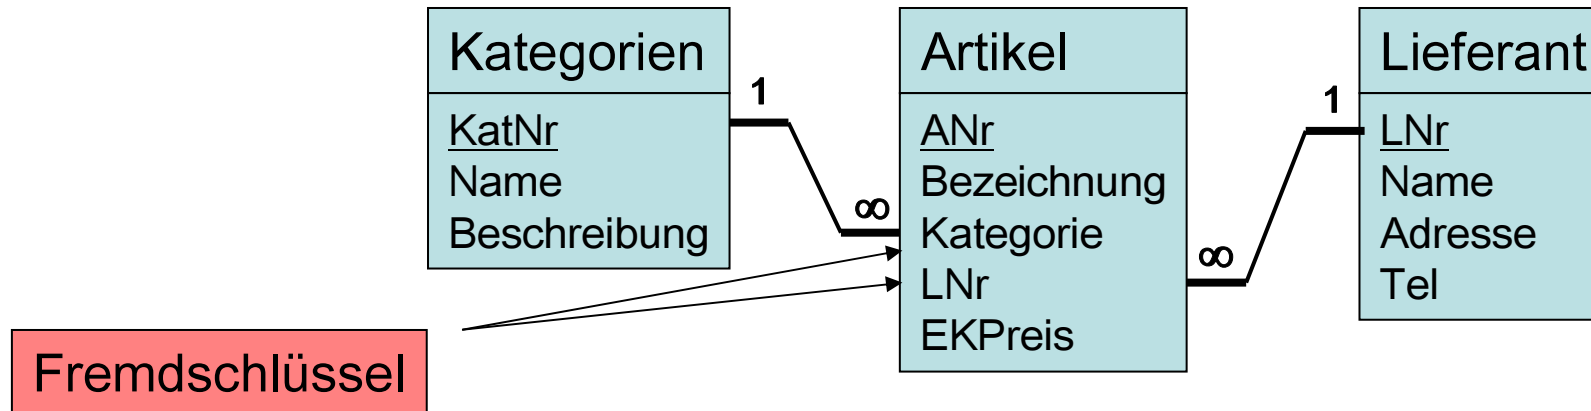 Kategorien
KatNr
Name
Beschreibung
1
∞
Artikel
ANr
Bezeichnung
Kategorie
LNr
EKPreis
1
∞
Lieferant
LNr
Name
Adresse
Tel
Fremdschlüssel